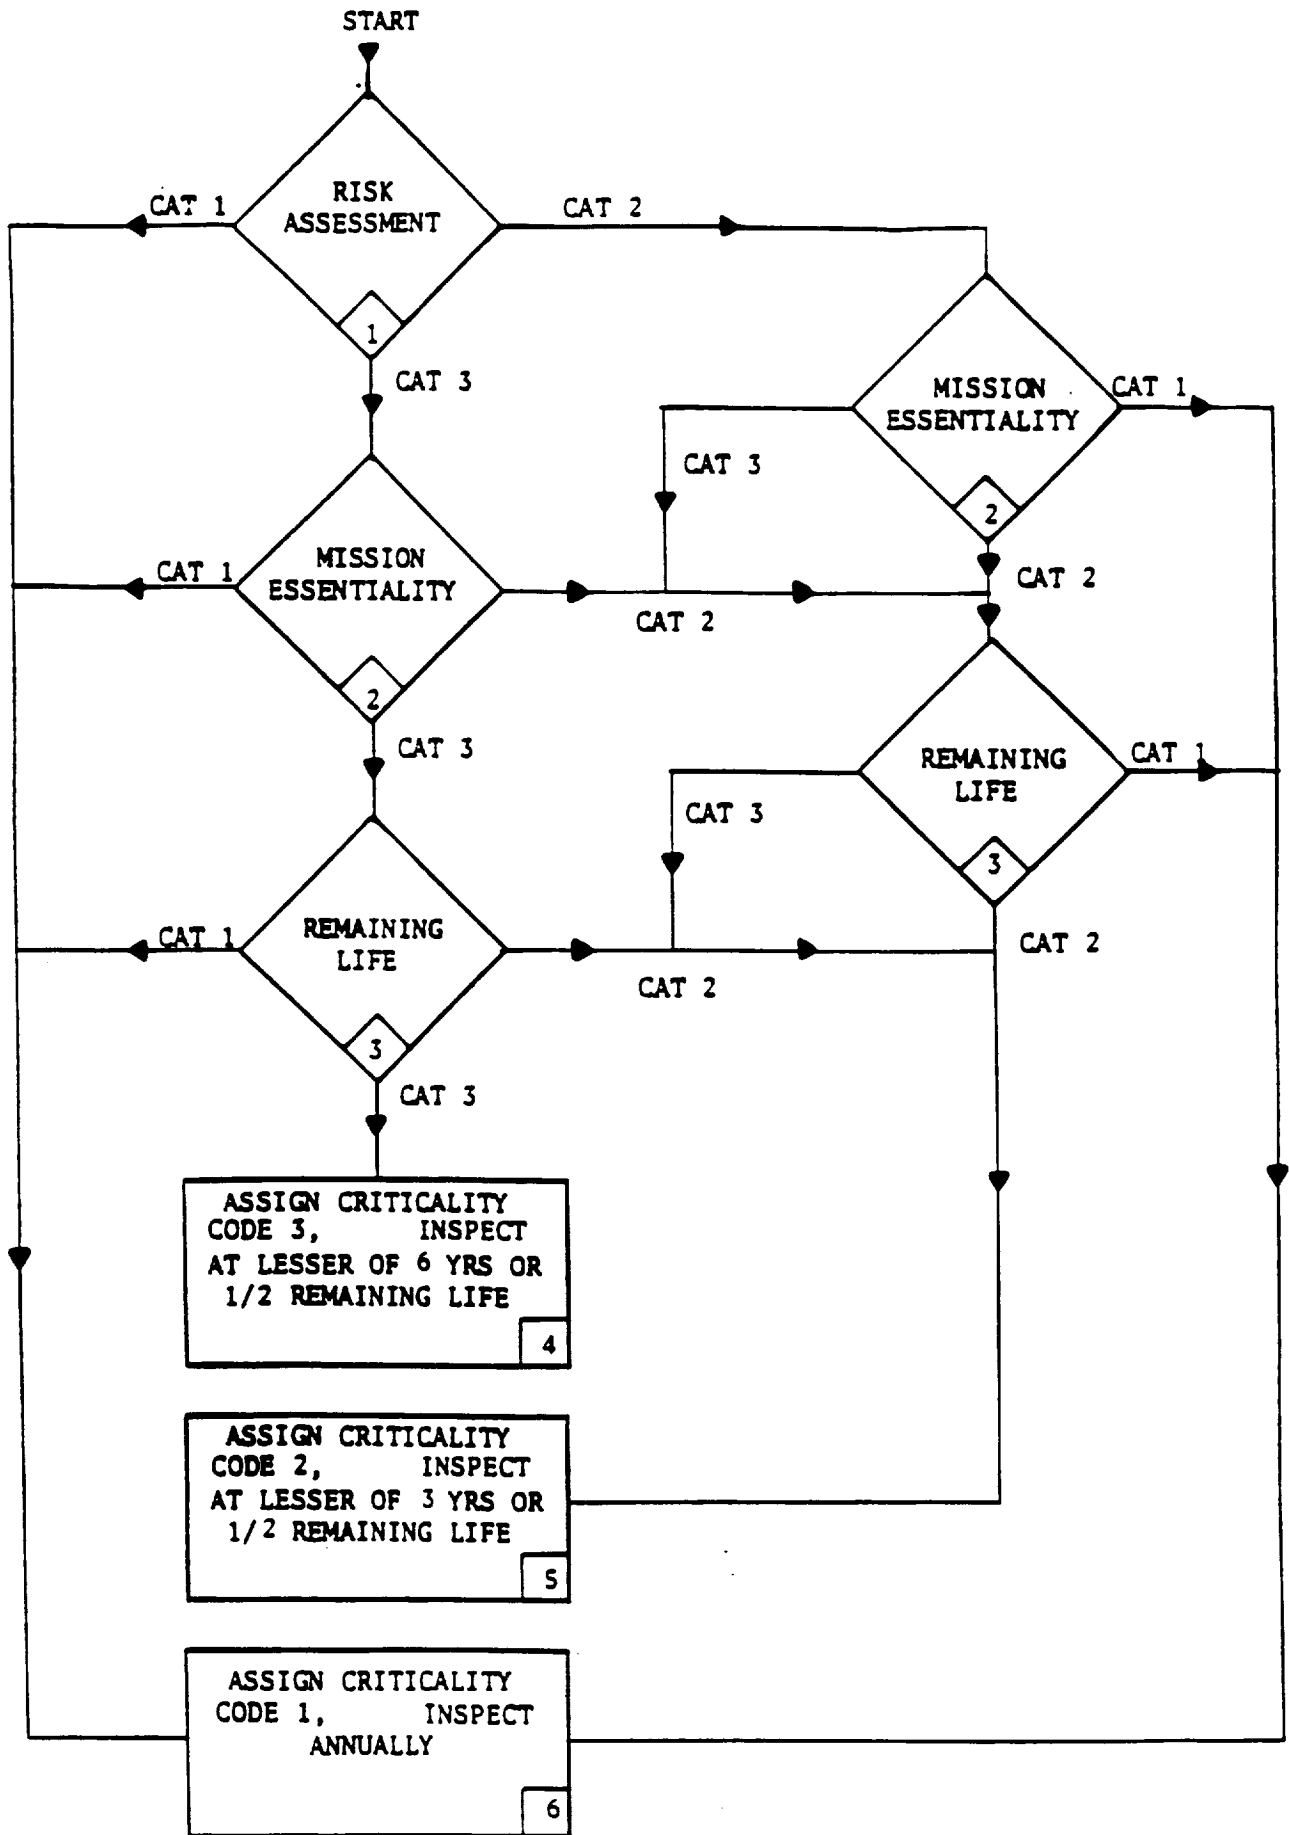 START
RISK
ASSESSMENT
1
CAT 1
CAT 2
CAT 3
MISSION
ESSENTIALITY
2
CAT 1
CAT 3
CAT 2
MISSION
ESSENTIALITY
2
CAT 1
CAT 2
CAT 3
REMAINING
LIFE
3
CAT 1
CAT 3
CAT 2
REMAINING
LIFE
3
CAT 1
CAT 2
CAT 3
ASSIGN CRITICALITY
CODE 3, INSPECT
AT LESSER OF 6 YRS OR
1/2 REMAINING LIFE
4
ASSIGN CRITICALITY
CODE 2, INSPECT
AT LESSER OF 3 YRS OR
1/2 REMAINING LIFE
5
ASSIGN CRITICALITY
CODE 1, INSPECT
ANNUALLY
6